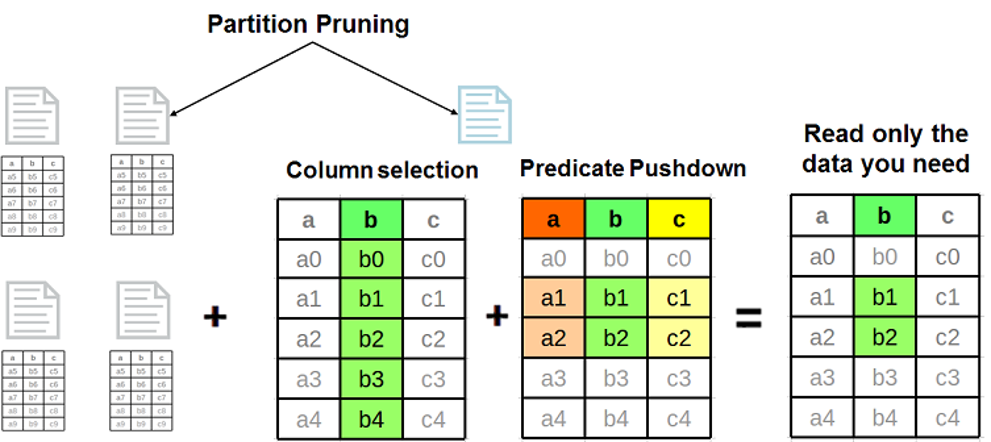 Partition Pruning
a b c
a5 b5 c5
a6 b6 c6
a7 b7 c7
a8 b8 c8
a9 b9 c9
a b c
a5 b5 c5
a6 b6 c6
a7 b7 c7
a8 b8 c8
a9 b9 c9
a b c
a5 b5 c5
a6 b6 c6
a7 b7 c7
a8 b8 c8
a9 b9 c9
a b c
a5 b5 c5
a6 b6 c6
a7 b7 c7
a8 b8 c8
a9 b9 c9
+
Column selection
a b c
a0 b0 c0
a1 b1 c1
a2 b2 c2
a3 b3 c3
a4 b4 c4
+
Predicate Pushdown
a b c
a0 b0 c0
a1 b1 c1
a2 b2 c2
a3 b3 c3
a4 b4 c4
=
Read only the
data you need
a b c
a0 b0 c0
a1 b1 c1
a2 b2 c2
a3 b3 c3
a4 b4 c4